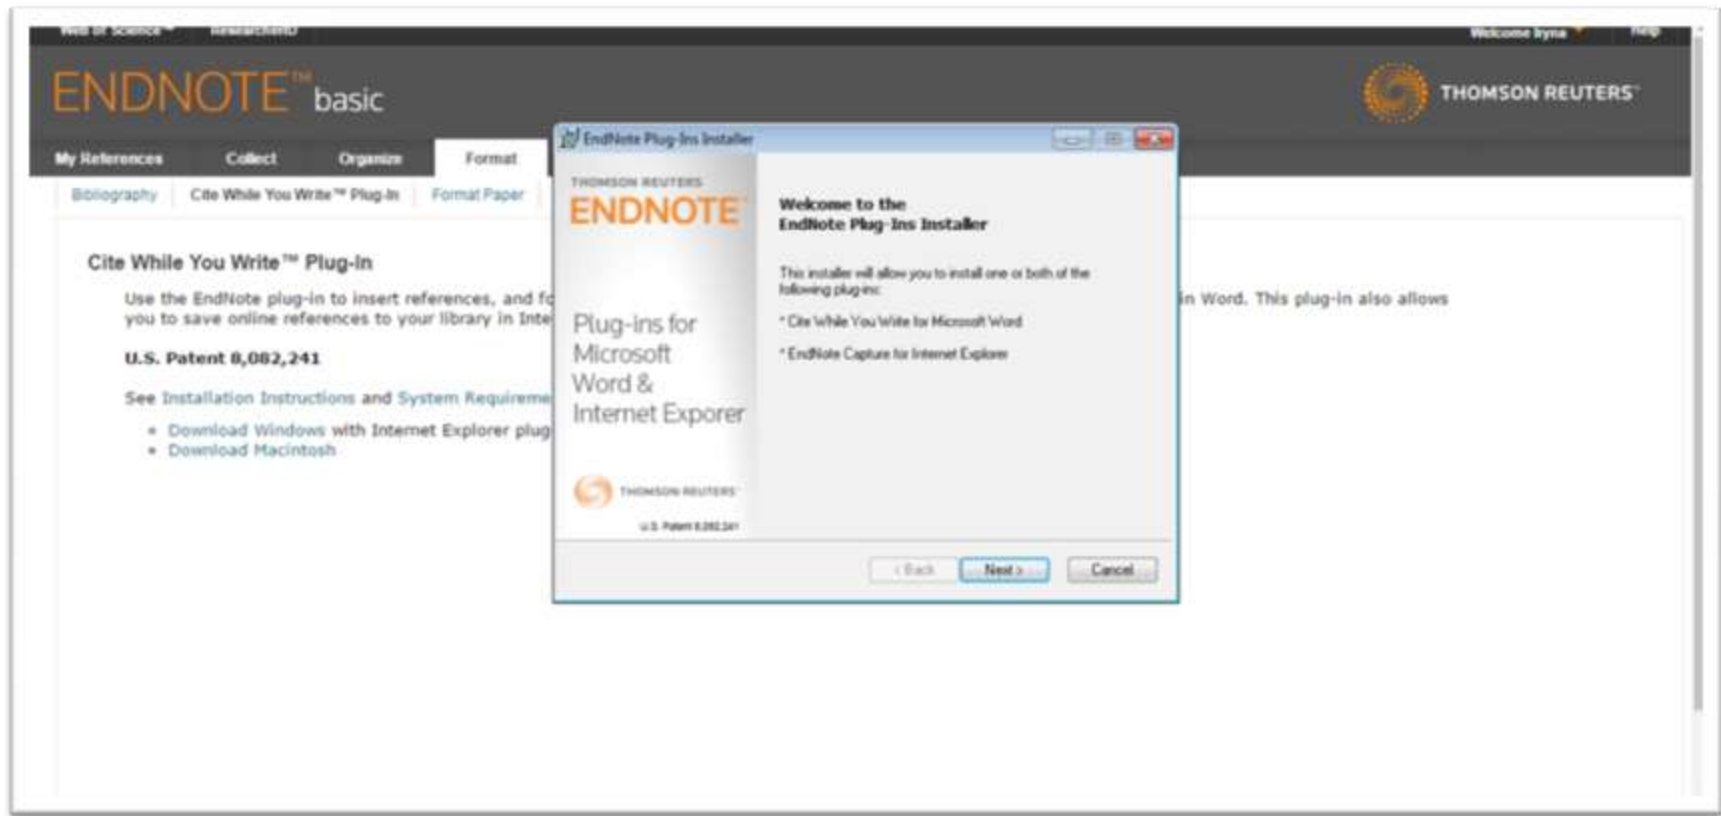 Web of Science™ ResearcherID Welcome Iryna Help
ENDNOTE™ basic
THOMSON REUTERS
My References Collect Organize Format
Bibliography Cite While You Write™ Plug-In Format Paper
Cite While You Write™ Plug-In
Use the EndNote plug-in to insert references, and fo
in Word. This plug-in also allows
you to save online references to your library in Inte
U.S. Patent 8,082,241
See Installation Instructions and System Requireme
Download Windows with Internet Explorer plug
Download Macintosh
EndNote Plug-Ins Installer
THOMSON REUTERS
ENDNOTE
Plug-ins for
Microsoft
Word &
Internet Exporer
THOMSON REUTERS
U.S. Patent 8,082,241
Welcome to the
EndNote Plug-Ins Installer
This installer will allow you to install one or both of the
following plug-ins:
* Cite While You Write for Microsoft Word
* EndNote Capture for Internet Explorer
< Back Next > Cancel